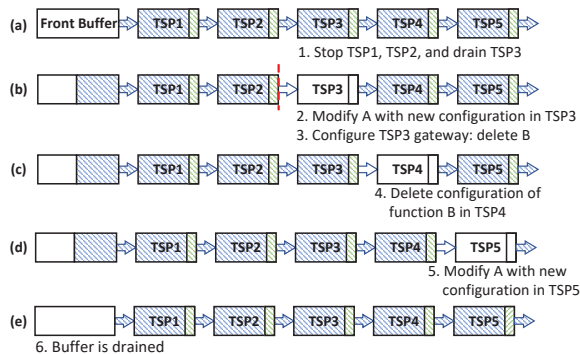 (a) Front Buffer TSP1 TSP2 TSP3 TSP4 TSP5
1. Stop TSP1, TSP2, and drain TSP3
(b) TSP1 TSP2 TSP3 TSP4 TSP5
2. Modify A with new configuration in TSP3
3. Configure TSP3 gateway: delete B
(c) TSP1 TSP2 TSP3 TSP4 TSP5
4. Delete configuration of
function B in TSP4
(d) TSP1 TSP2 TSP3 TSP4 TSP5
5. Modify A with new
configuration in TSP5
(e) TSP1 TSP2 TSP3 TSP4 TSP5
6. Buffer is drained